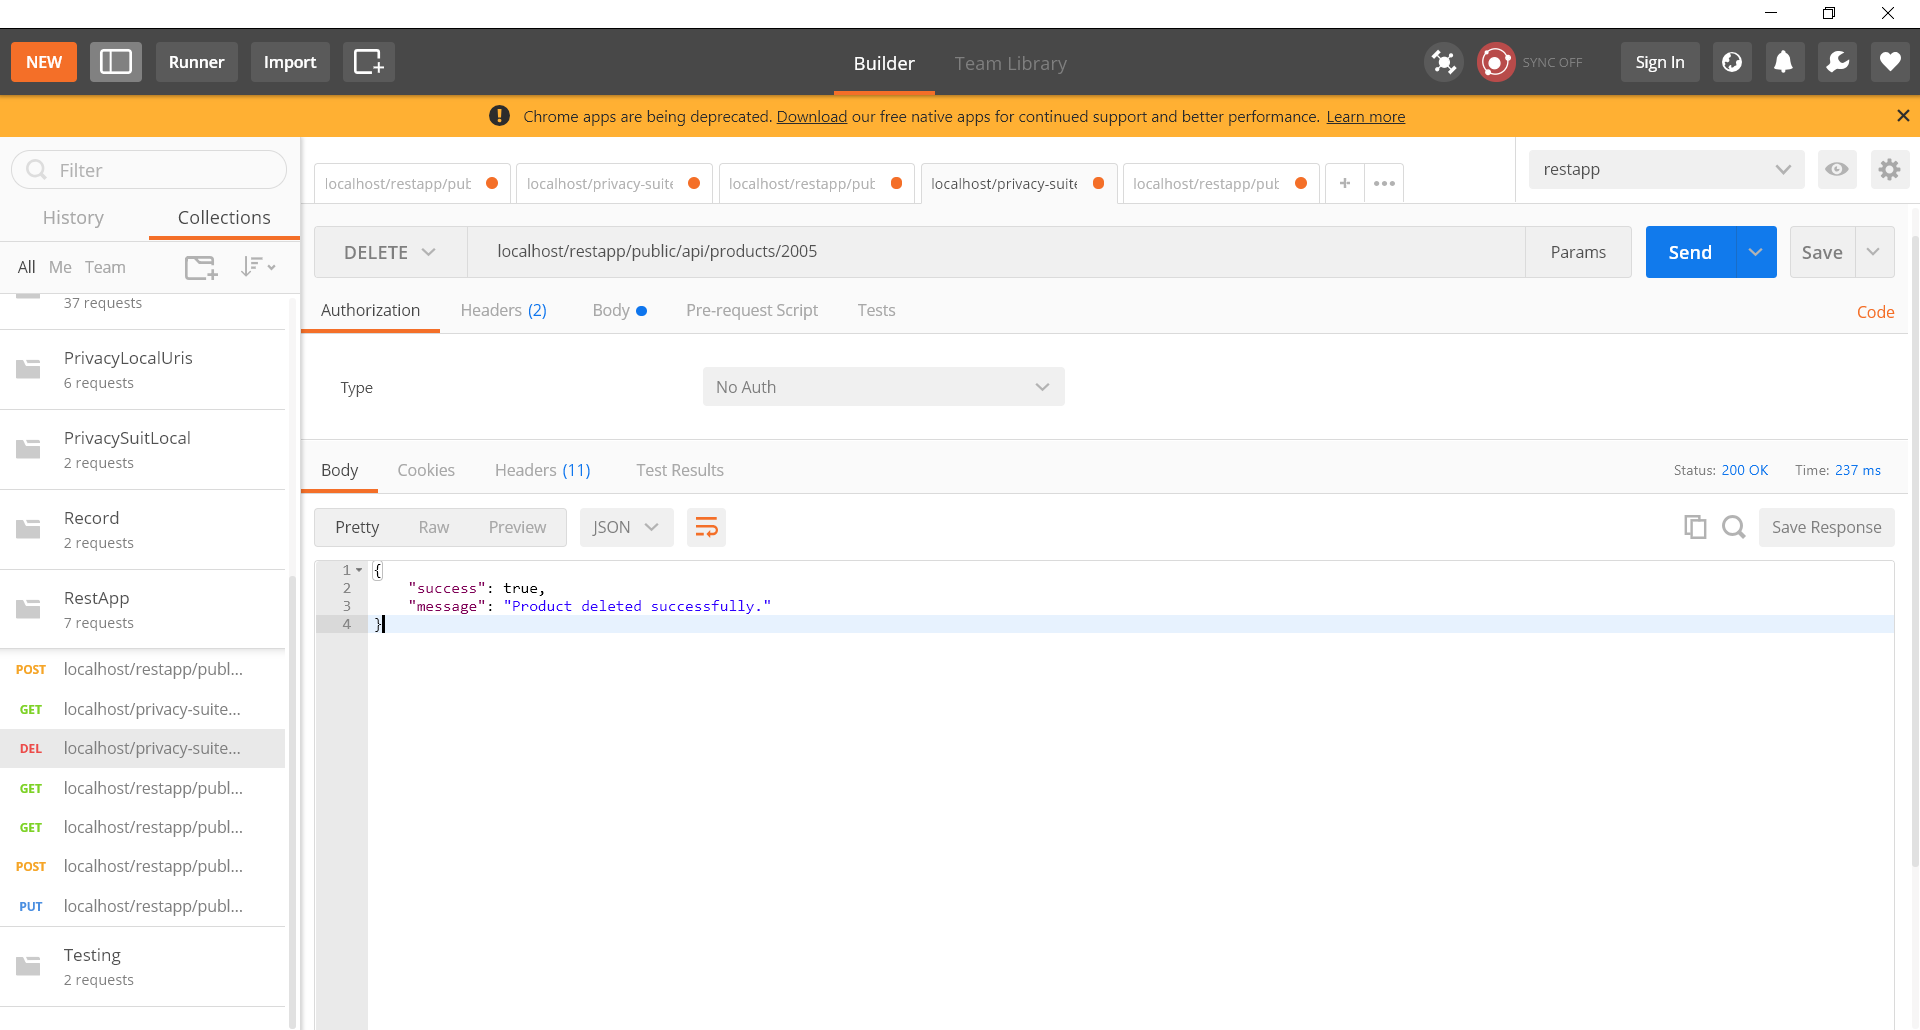 NEW
Runner
Import
Builder
Team Library
SYNC OFF
Sign In
Chrome apps are being deprecated. Download our free native apps for continued support and better performance. Learn more
Filter
History
Collections
All
Me
Team
37 requests
PrivacyLocalUris
6 requests
PrivacySuitLocal
2 requests
Record
2 requests
RestApp
7 requests
POST localhost/restapp/publ...
GET localhost/privacy-suite...
DEL localhost/privacy-suite...
GET localhost/restapp/publ...
GET localhost/restapp/publ...
POST localhost/restapp/publ...
PUT localhost/restapp/publ...
Testing
2 requests
localhost/restapp/pub
localhost/privacy-suite
localhost/restapp/pub
localhost/privacy-suite
localhost/restapp/pub
restapp
DELETE
localhost/restapp/public/api/products/2005
Params
Send
Save
Authorization
Headers (2)
Body
Pre-request Script
Tests
Code
Type
No Auth
Body
Cookies
Headers (11)
Test Results
Status: 200 OK
Time: 237 ms
Pretty
Raw
Preview
JSON
Save Response
1 {
2 "success": true,
3 "message": "Product deleted successfully."
4 }